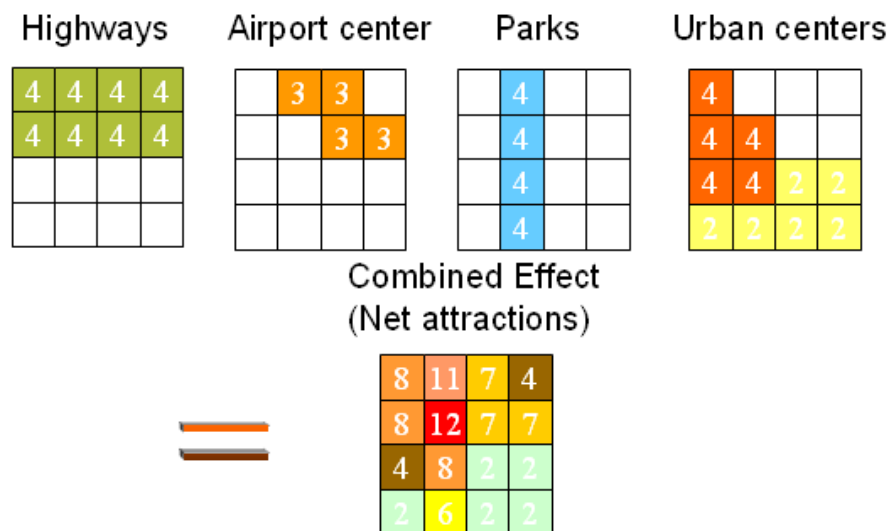 Highways Airport center Parks Urban centers
4 4 4 4 3 3 4 4
4 4 4 4 3 3 4 4 4
4 4 4 2 2
4 2 2 2 2
Combined Effect
(Net attractions)
8 11 7 4
8 12 7 7
4 8 2 2
2 6 2 2